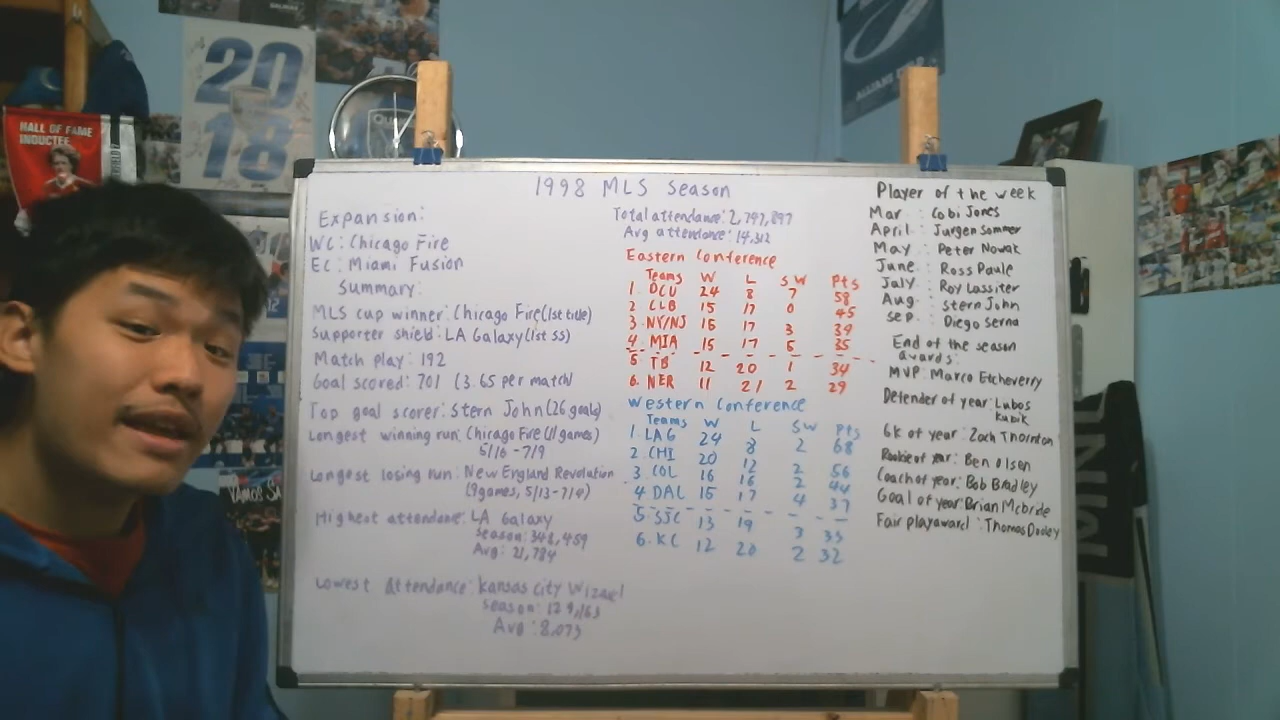 HALL OF FAME
INDUCTEE
20
18
ALLIANZ
VAMOS
1998 MLS Season
Expansion:
WC: Chicago Fire
EC: Miami Fusion
Summary:
MLS cup winner: Chicago Fire (1st title)
Supporter shield: LA Galaxy (1st SS)
Match play: 192
Goal scored: 701 (3.65 per match)
Top goal scorer: Stern John (26 goals)
Longest winning run: Chicago Fire (11 games)
5/16 - 7/9
Longest losing run: New England Revolution
(9 games, 5/13-7/4)
Highest attendance: LA Galaxy
Season: 348,459
Avg: 21,784
Lowest attendance: Kansas City Wizard
Season: 129,163
Avg: 8,073
Total attendance: 2,797,897
Avg attendance: 14,312
Eastern Conference
Teams W L SW Pts
1. DCU 24 8 7 58
2 CLB 15 17 0 45
3. NY/NJ 15 17 3 39
4. MIA 15 17 5 35
5 TB 12 20 1 34
6. NER 11 21 2 29
Western Conference
Teams W L SW Pts
1. LAG 24 8 2 68
2. CHI 20 12 2 56
3. COL 16 16 2 44
4 DAL 15 17 4 37
5. SJC 13 19 3 33
6. KC 12 20 2 32
Player of the week
Mar : Cobi Jones
April : Jurgen Sommer
May : Peter Nowak
June : Ross Paule
July : Roy Lassiter
Aug : Stern John
Sep : Diego Serna
End of the season
awards:
MVP: Marco Etcheverry
Defender of year: Lubos
Kubik
GK of year: Zach Thornton
Rookie of year: Ben Olsen
Coach of year: Bob Bradley
Goal of year: Brian Mcbride
Fair play award: Thomas Dooley